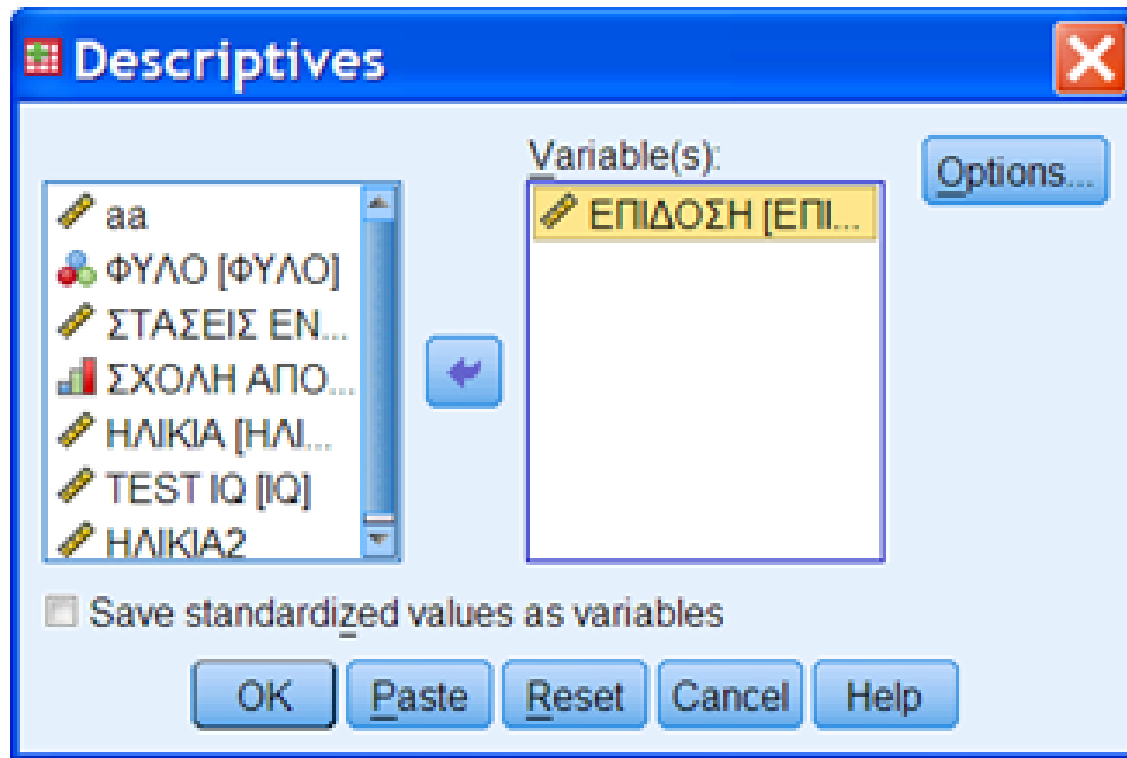 Descriptives
Variable(s):
Options...
aa
ΦΥΛΟ [ΦΥΛΟ]
ΣΤΑΣΕΙΣ ΕΝ...
ΣΧΟΛΗ ΑΠΟ...
ΗΛΙΚΙΑ [ΗΛΙ...
TEST IQ [IQ]
ΗΛΙΚΙΑ2
ΕΠΙΔΟΣΗ [ΕΠΙ...
Save standardized values as variables
OK Paste Reset Cancel Help